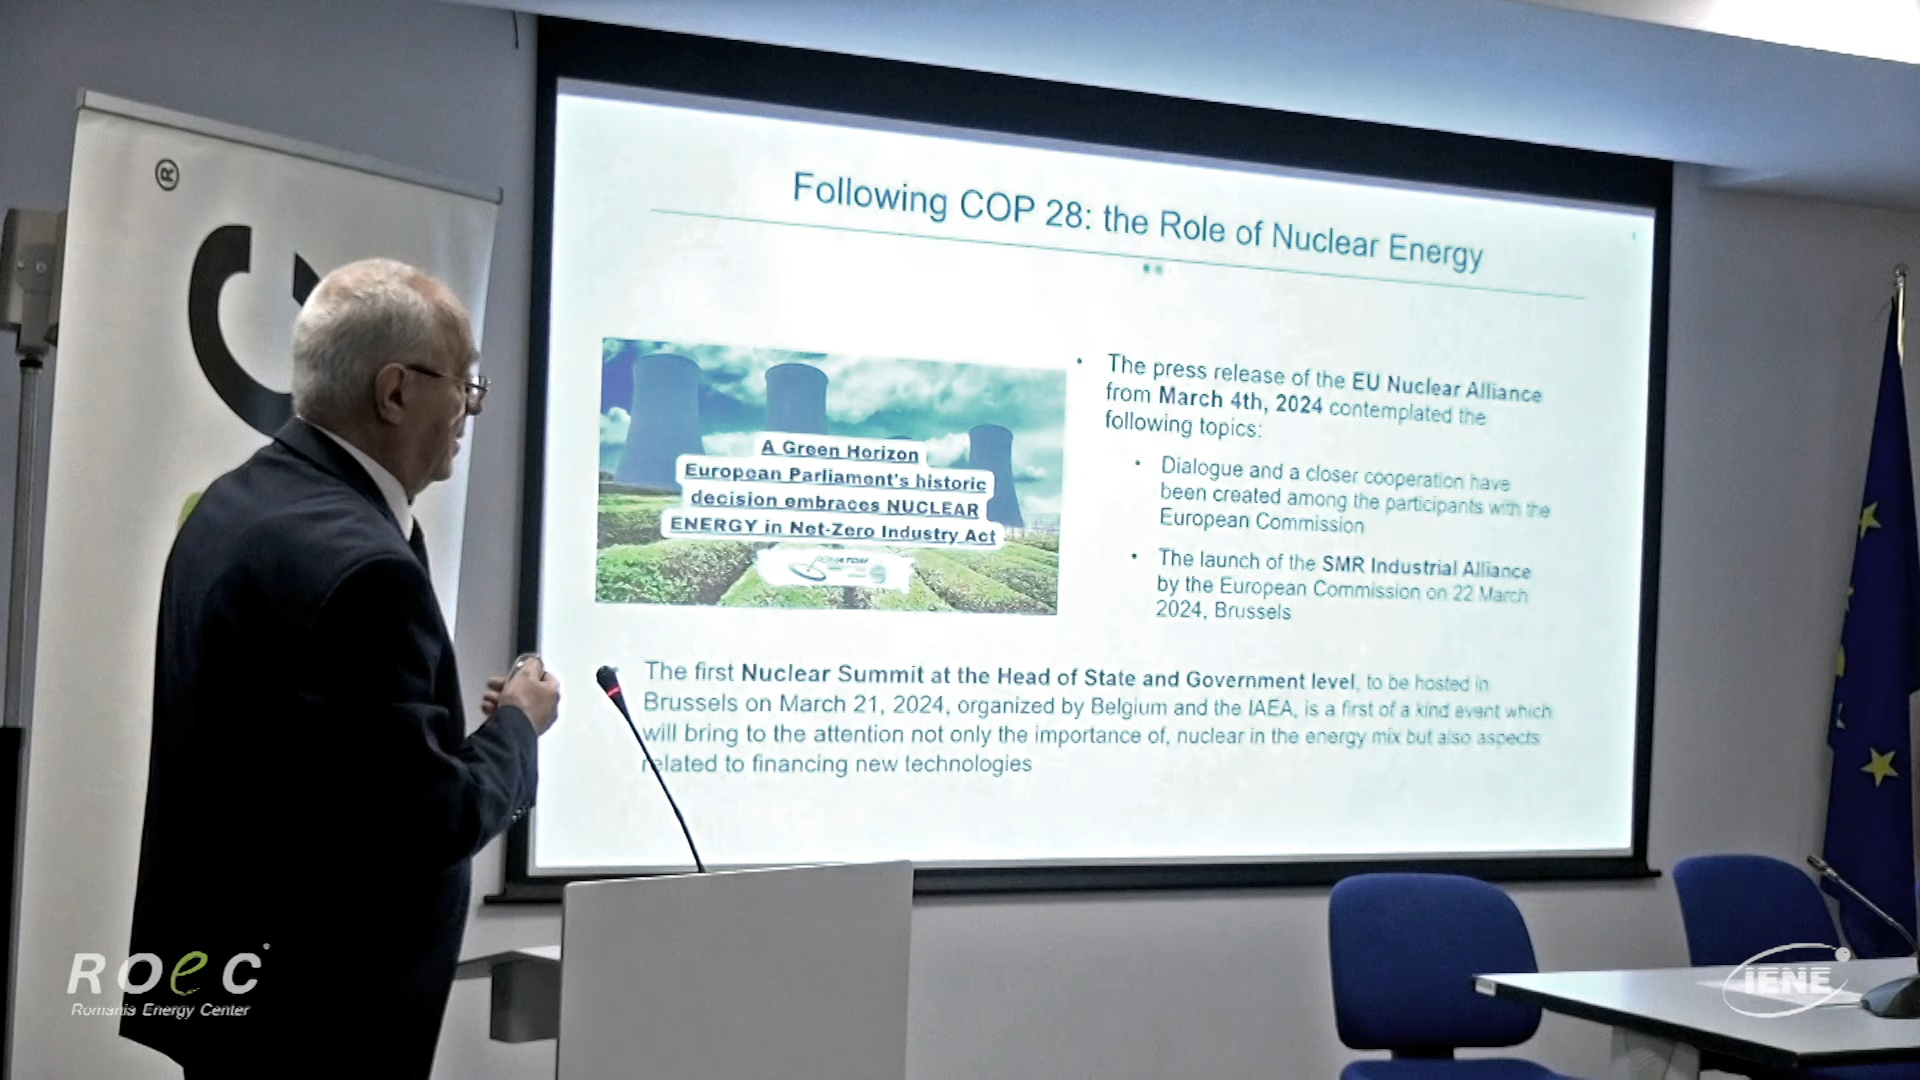 ®
Following COP 28: the Role of Nuclear Energy
A Green Horizon
European Parliament's historic
decision embraces NUCLEAR
ENERGY in Net-Zero Industry Act
ROMATOM
• The press release of the EU Nuclear Alliance
from March 4th, 2024 contemplated the
following topics:
• Dialogue and a closer cooperation have
been created among the participants with the
European Commission
• The launch of the SMR Industrial Alliance
by the European Commission on 22 March
2024, Brussels
The first Nuclear Summit at the Head of State and Government level, to be hosted in
Brussels on March 21, 2024, organized by Belgium and the IAEA, is a first of a kind event which
will bring to the attention not only the importance of, nuclear in the energy mix but also aspects
related to financing new technologies
ROeC
Romania Energy Center
IENE